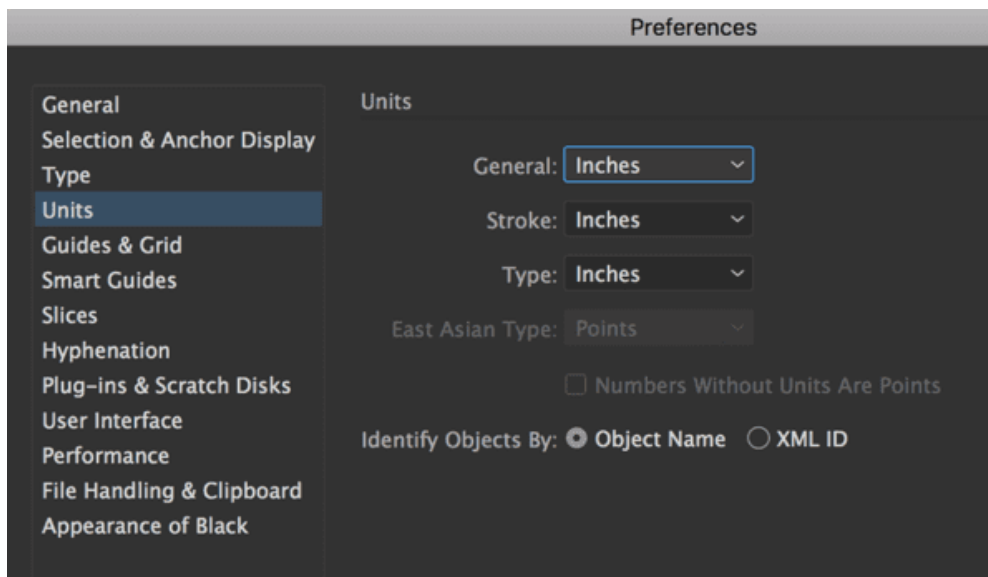 Preferences
General
Selection & Anchor Display
Type
Units
Guides & Grid
Smart Guides
Slices
Hyphenation
Plug-ins & Scratch Disks
User Interface
Performance
File Handling & Clipboard
Appearance of Black
Units
General: Inches
Stroke: Inches
Type: Inches
East Asian Type: Points
Numbers Without Units Are Points
Identify Objects By: Object Name XML ID